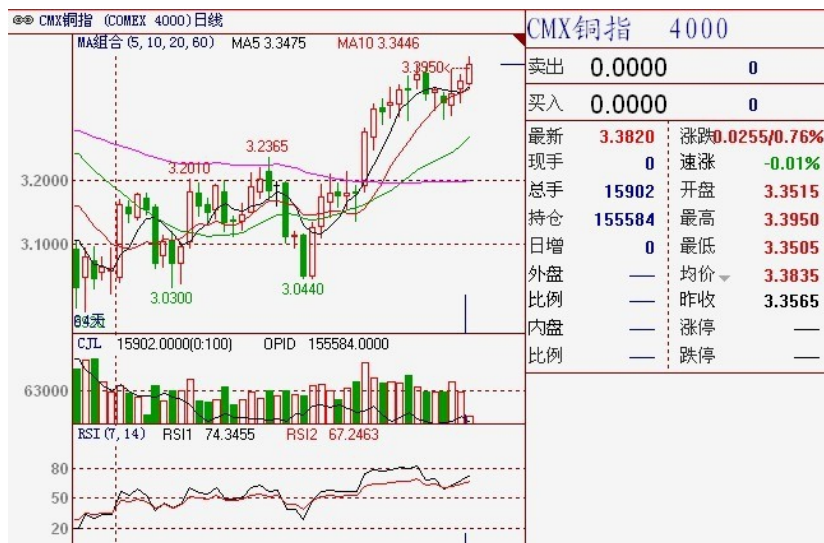 CMX铜指 (COMEX 4000)日线
MA组合(5,10,20,60) MA5 3.3475 MA10 3.3446
3.3950
3.2365
3.2010
3.2000
3.1000
3.0300
3.0440
CJL 15902.0000(0:100) OPID 155584.0000
63000
RSI(7,14) RSI1 74.3455 RSI2 67.2463
80
50
20
CMX铜指 4000
卖出 0.0000 0
买入 0.0000 0
最新 3.3820 涨跌0.0255/0.76%
现手 0 速涨 -0.01%
总手 15902 开盘 3.3515
持仓 155584 最高 3.3950
日增 0 最低 3.3505
外盘 — 均价 3.3835
比例 — 昨收 3.3565
内盘 — 涨停 —
比例 — 跌停 —